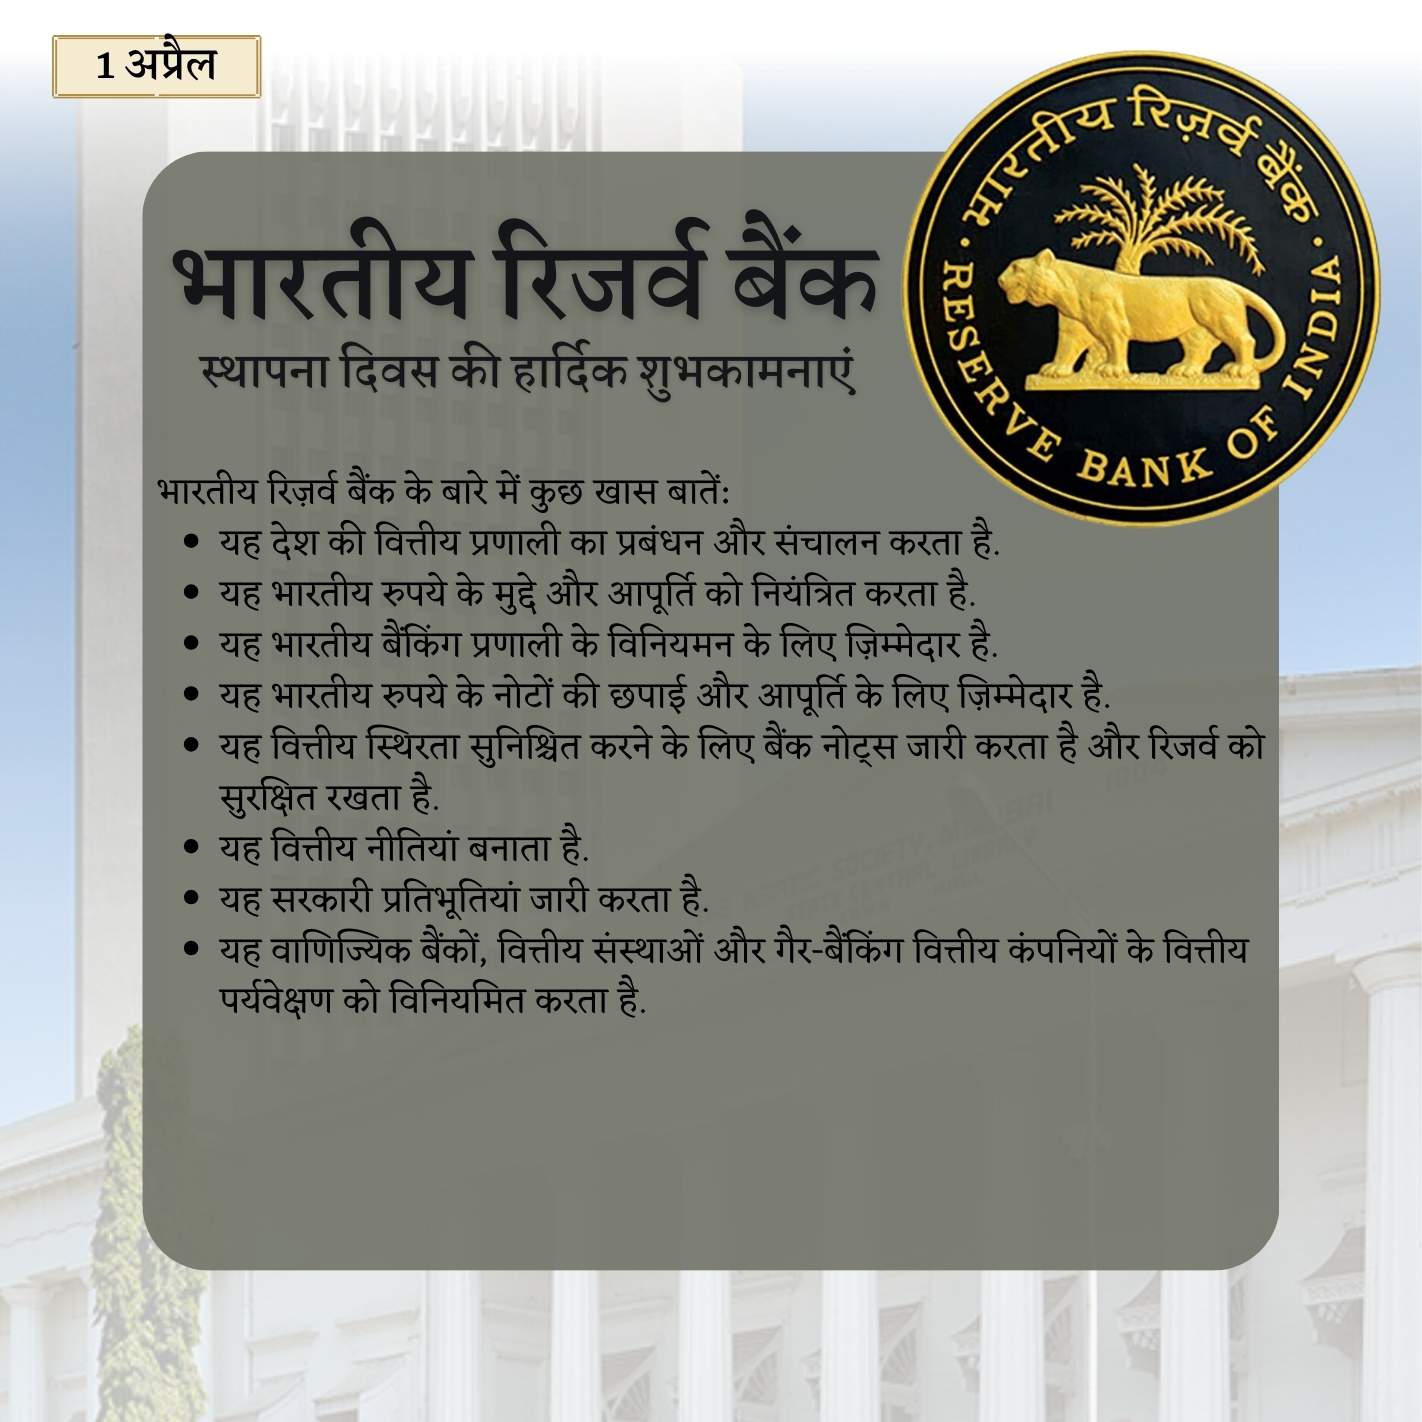 1 अप्रैल
भारतीय रिज़र्व बैंक
RESERVE BANK OF INDIA
भारतीय रिजर्व बैंक
स्थापना दिवस की हार्दिक शुभकामनाएं
भारतीय रिज़र्व बैंक के बारे में कुछ खास बातें:
• यह देश की वित्तीय प्रणाली का प्रबंधन और संचालन करता है.
• यह भारतीय रुपये के मुद्दे और आपूर्ति को नियंत्रित करता है.
• यह भारतीय बैंकिंग प्रणाली के विनियमन के लिए ज़िम्मेदार है.
• यह भारतीय रुपये के नोटों की छपाई और आपूर्ति के लिए ज़िम्मेदार है.
• यह वित्तीय स्थिरता सुनिश्चित करने के लिए बैंक नोट्स जारी करता है और रिजर्व को
सुरक्षित रखता है.
• यह वित्तीय नीतियां बनाता है.
• यह सरकारी प्रतिभूतियां जारी करता है.
• यह वाणिज्यिक बैंकों, वित्तीय संस्थाओं और गैर-बैंकिंग वित्तीय कंपनियों के वित्तीय
पर्यवेक्षण को विनियमित करता है.